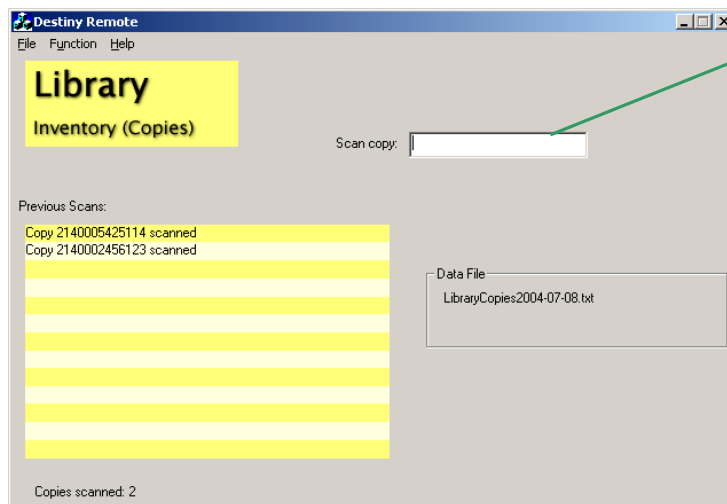 Destiny Remote
File Function Help
Library
Inventory (Copies)
Scan copy:
Previous Scans:
Copy 2140005425114 scanned
Copy 2140002456123 scanned
Data File
LibraryCopies2004-07-08.txt
Copies scanned: 2